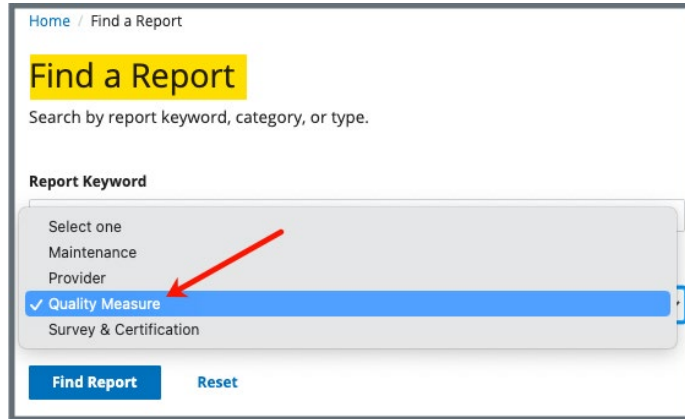 Home / Find a Report
Find a Report
Search by report keyword, category, or type.
Report Keyword
Select one
Maintenance
Provider
✓ Quality Measure
Survey & Certification
Find Report Reset